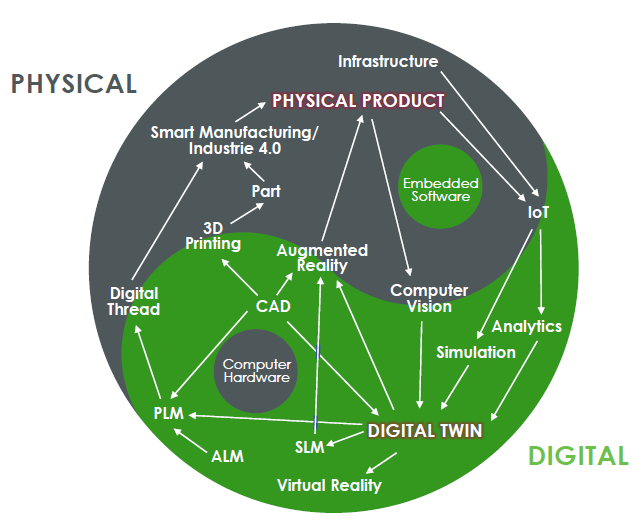 Infrastructure
PHYSICAL
PHYSICAL PRODUCT
Smart Manufacturing/
Industrie 4.0
Part
Embedded
Software
IoT
3D
Printing
Augmented
Reality
Digital
Thread
CAD
Computer
Vision
Analytics
Simulation
Computer
Hardware
PLM
DIGITAL TWIN
ALM
SLM
DIGITAL
Virtual Reality